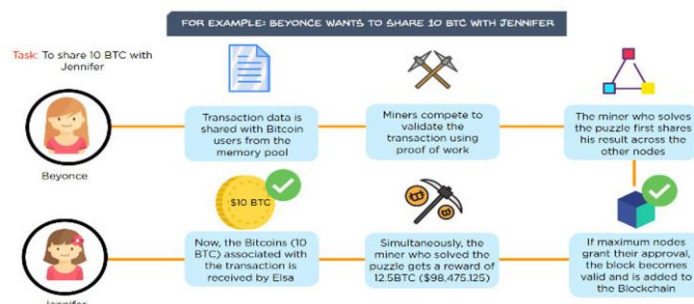 FOR EXAMPLE: BEYONCE WANTS TO SHARE 10 BTC WITH JENNIFER
Task: To share 10 BTC with
Jennifer
Transaction data is
shared with Bitcoin
users from the
memory pool
Miners compete to
validate the
transaction using
proof of work
The miner who solves
the puzzle first shares
his result across the
other nodes
Beyonce
$10 BTC
Now, the Bitcoins (10
BTC) associated with
the transaction is
received by Elsa
Simultaneously, the
miner who solved the
puzzle gets a reward of
12.5BTC ($98,475.125)
If maximum nodes
grant their approval,
the block becomes
valid and is added to
the Blockchain
Jennifer